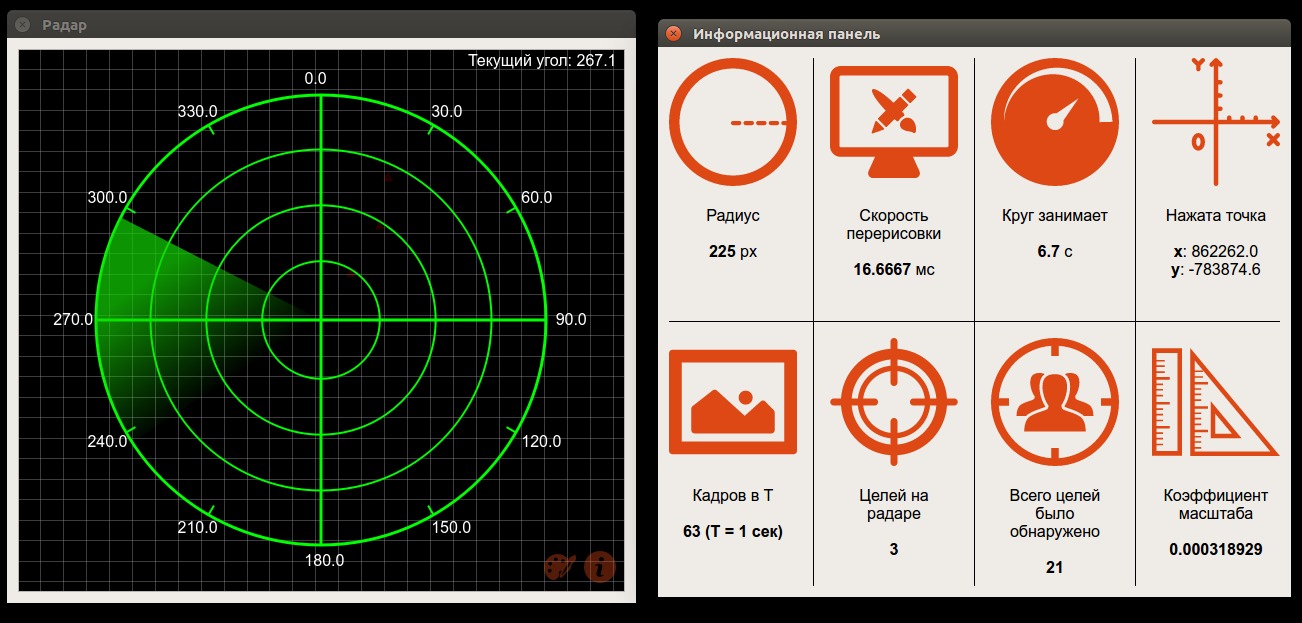 Радар
Текущий угол: 267.1
0.0
330.0
30.0
300.0
60.0
270.0
90.0
240.0
120.0
210.0
150.0
180.0
i
Информационная панель
Y
0
X
Радиус
225 px
Скорость
перерисовки
16.6667 мс
Круг занимает
6.7 с
Нажата точка
x: 862262.0
y: -783874.6
Кадров в T
63 (T = 1 сек)
Целей на
радаре
3
Всего целей
было
обнаружено
21
Коэффициент
масштаба
0.000318929